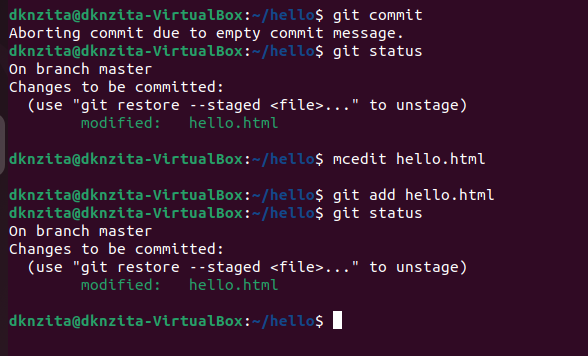 dknzita@dknzita-VirtualBox:~/hello$ git commit
Aborting commit due to empty commit message.
dknzita@dknzita-VirtualBox:~/hello$ git status
On branch master
Changes to be committed:
  (use "git restore --staged <file>..." to unstage)
        modified:   hello.html
dknzita@dknzita-VirtualBox:~/hello$ mcedit hello.html
dknzita@dknzita-VirtualBox:~/hello$ git add hello.html
dknzita@dknzita-VirtualBox:~/hello$ git status
On branch master
Changes to be committed:
  (use "git restore --staged <file>..." to unstage)
        modified:   hello.html
dknzita@dknzita-VirtualBox:~/hello$